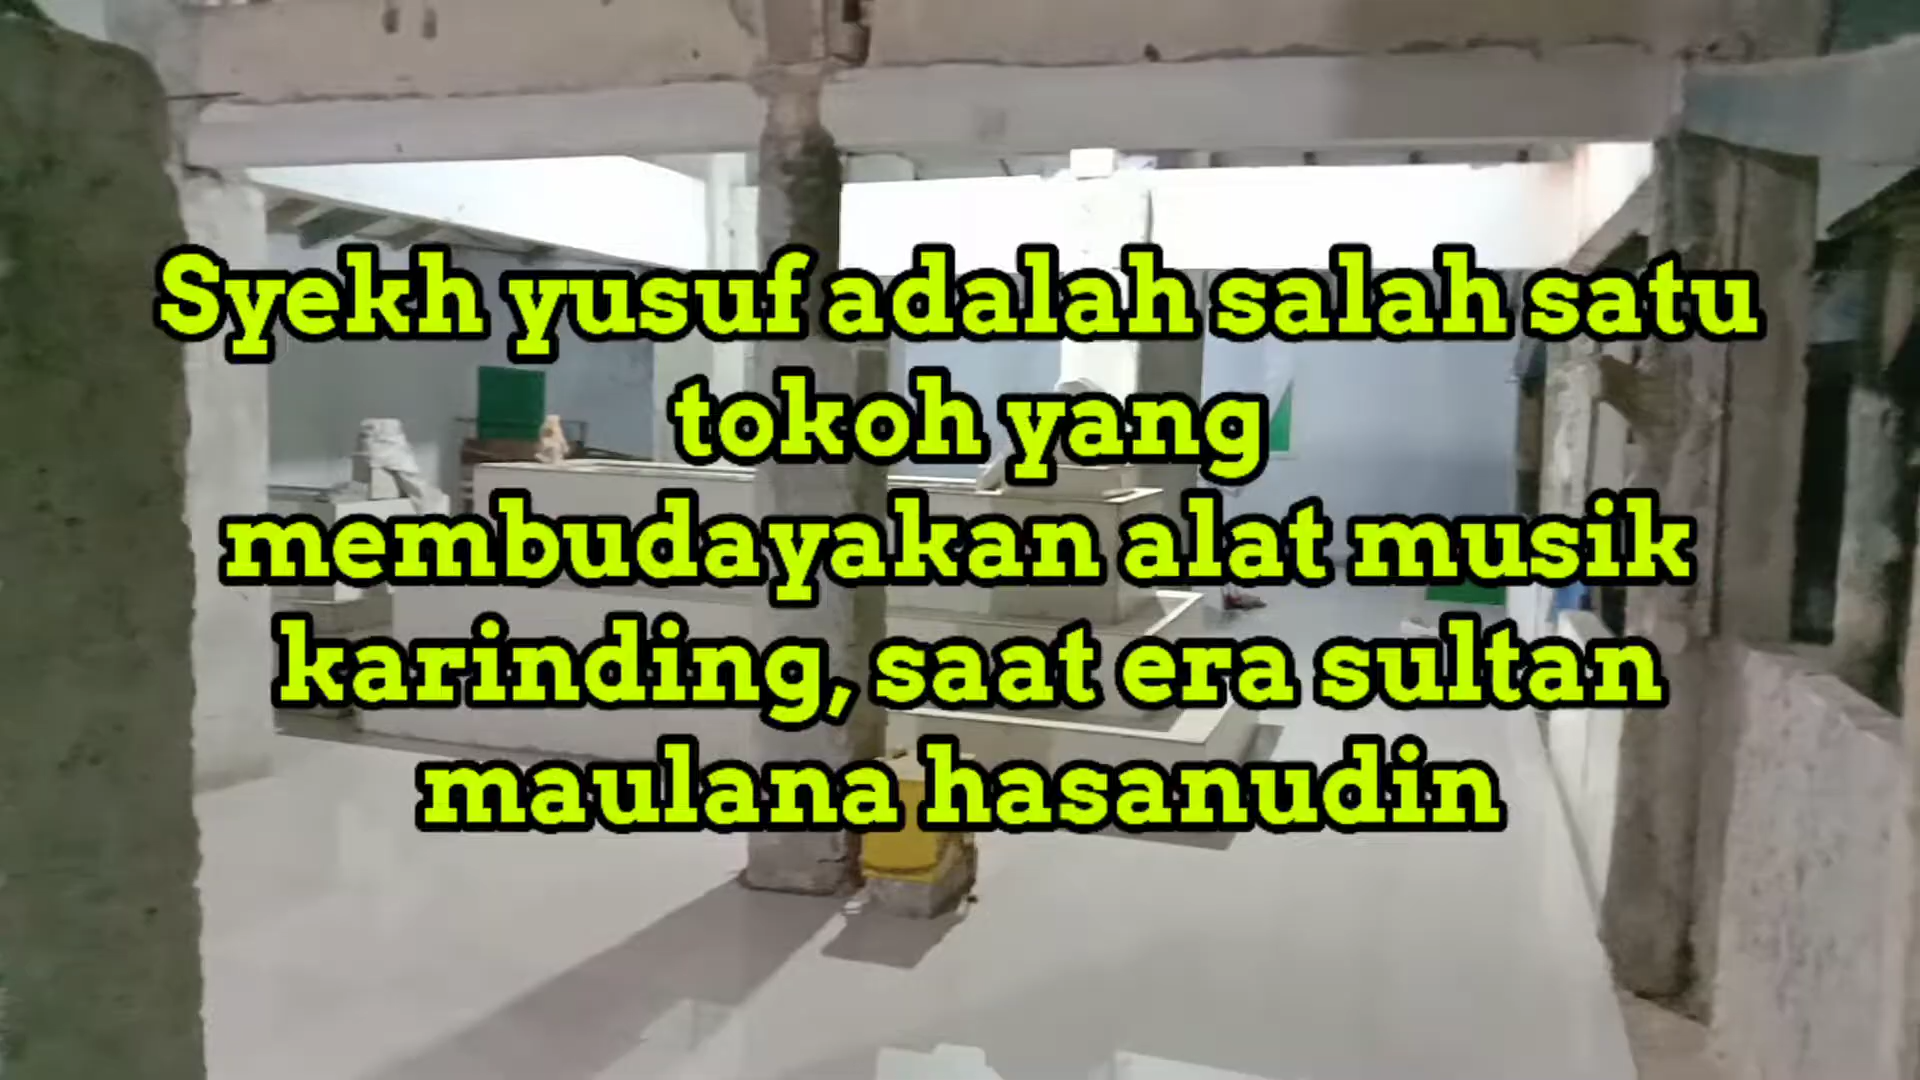 Syekh yusuf adalah salah satu
tokoh yang
membudayakan alat musik
karinding, saat era sultan
maulana hasanudin